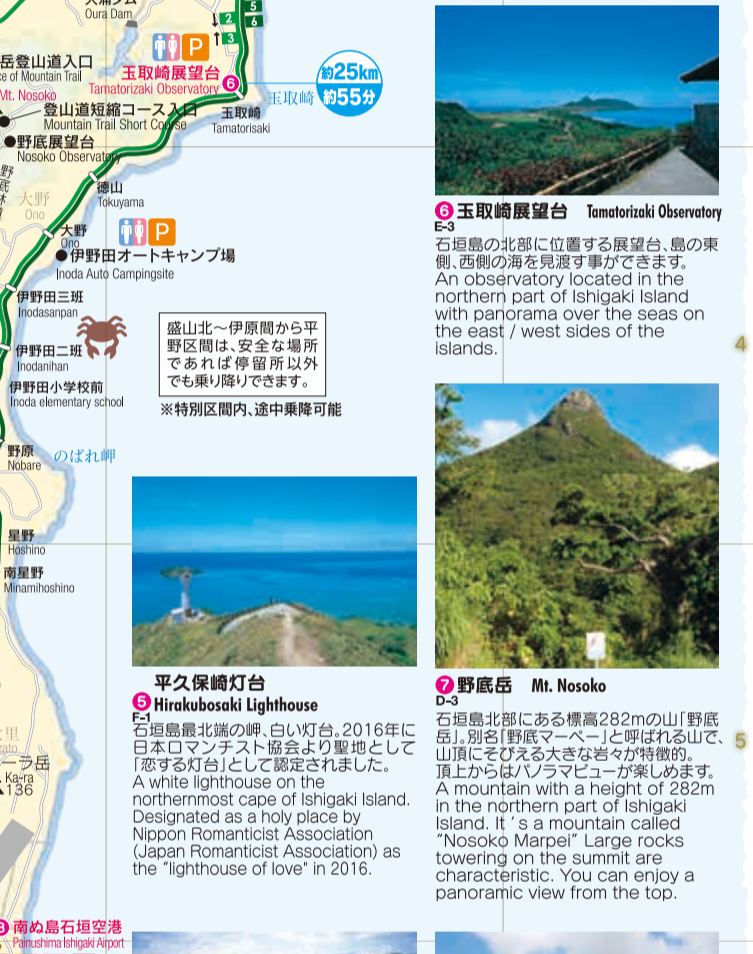 Oura Dam
5
2
6
3
P
岳登山道入口
ce of Mountain Trail
玉取崎展望台
Tamatorizaki Observatory
6
約25km
約55分
玉取崎
Mt. Nosoko
登山道短縮コース入口
Mountain Trail Short Course
玉取崎
Tamatorisaki
野底展望台
Nosoko Observatory
野底林道
大野
Ono
徳山
Tokuyama
P
大野
Ono
伊野田オートキャンプ場
Inoda Auto Campingsite
伊野田三班
Inodasanpan
伊野田二班
Inodanihan
伊野田小学校前
Inoda elementary school
盛山北～伊原間から平
野区間は、安全な場所
であれば停留所以外
でも乗り降りできます。
※特別区間内、途中乗降可能
野原
Nobare
のばれ岬
星野
Hoshino
南星野
Minamihoshino
里
ーラ岳
Ka-ra
▲136
南ぬ島石垣空港
Painushima Ishigaki Airport
平久保崎灯台
5 Hirakubosaki Lighthouse
F-1
石垣島最北端の岬、白い灯台。2016年に
日本ロマンチスト協会より聖地として
「恋する灯台」として認定されました。
A white lighthouse on the
northernmost cape of Ishigaki Island.
Designated as a holy place by
Nippon Romanticist Association
(Japan Romanticist Association) as
the "lighthouse of love" in 2016.
6 玉取崎展望台 Tamatorizaki Observatory
E-3
石垣島の北部に位置する展望台、島の東
側、西側の海を見渡す事ができます。
An observatory located in the
northern part of Ishigaki Island
with panorama over the seas on
the east / west sides of the
islands.
4
7 野底岳 Mt. Nosoko
D-3
石垣島北部にある標高282mの山「野底
岳」。別名「野底マーペー」と呼ばれる山で、
山頂にそびえる大きな岩々が特徴的。
頂上からはパノラマビューが楽しめます。
A mountain with a height of 282m
in the northern part of Ishigaki
Island. It ' s a mountain called
"Nosoko Marpei" Large rocks
towering on the summit are
characteristic. You can enjoy a
panoramic view from the top.
5